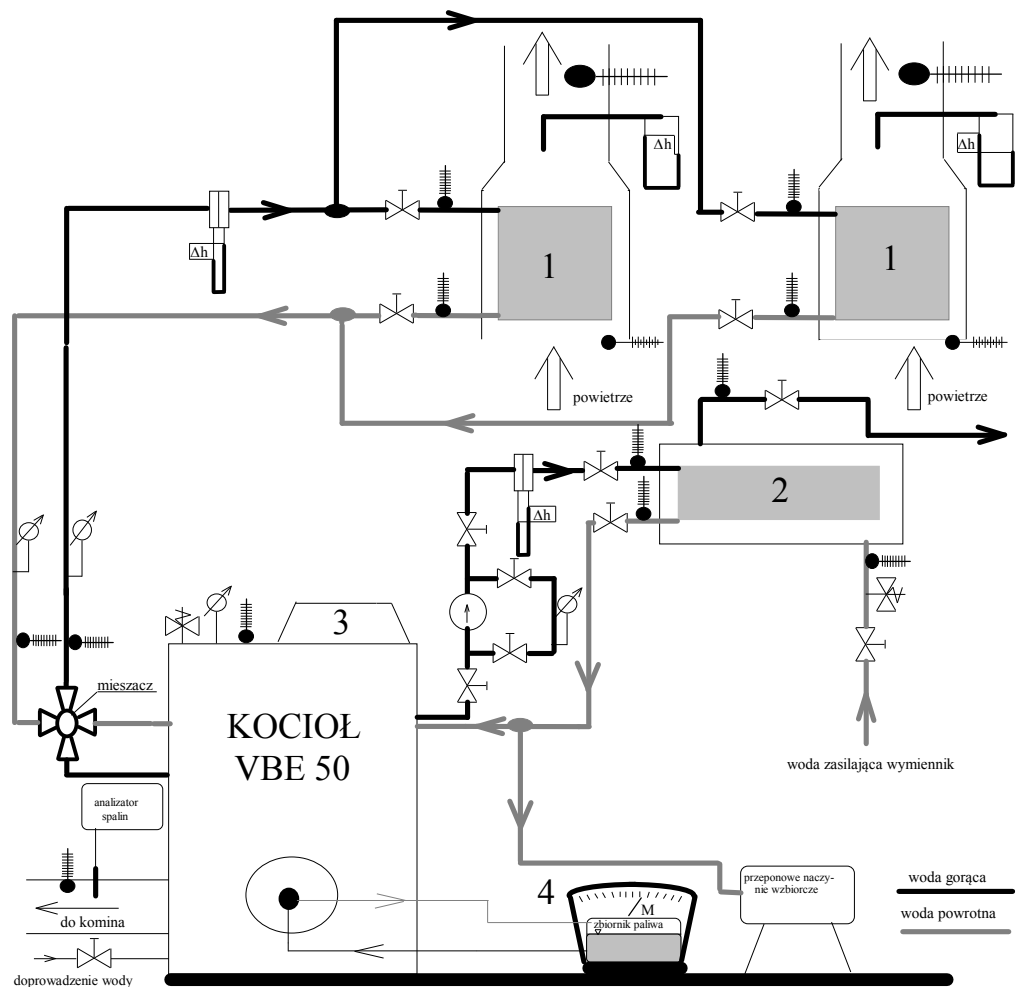 Δh
Δh
Δh
1
1
powietrze
powietrze
2
Δh
3
mieszacz
KOCIOŁ
VBE 50
woda zasilająca wymiennik
analizator
spalin
4
M
zbiornik paliwa
przeponowe naczy-
nie wzbiorcze
woda gorąca
woda powrotna
do komina
doprowadzenie wody